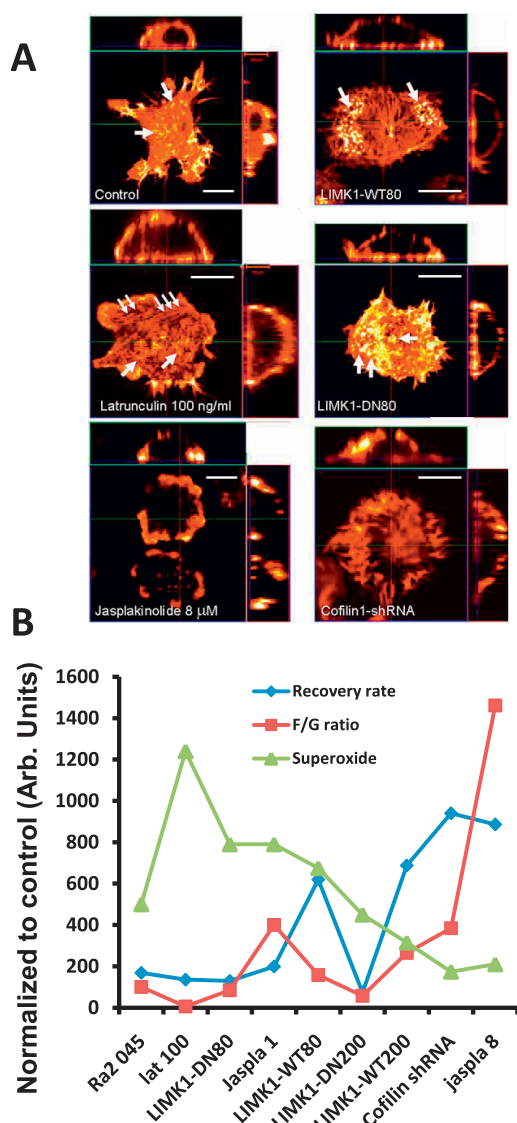 A
Control
LIMK1-WT80
Latrunculin 100 ng/ml
LIMK1-DN80
Jasplakinolide 8 µM
Cofilin1-shRNA
B
Normalized to control (Arb. Units)
1600
1400
1200
1000
800
600
400
200
0
Recovery rate
F/G ratio
Superoxide
Ra2 045
lat 100
LIMK1-DN80
Jaspla 1
LIMK1-WT80
LIMK1-DN200
LIMK1-WT200
Cofilin shRNA
jaspla 8